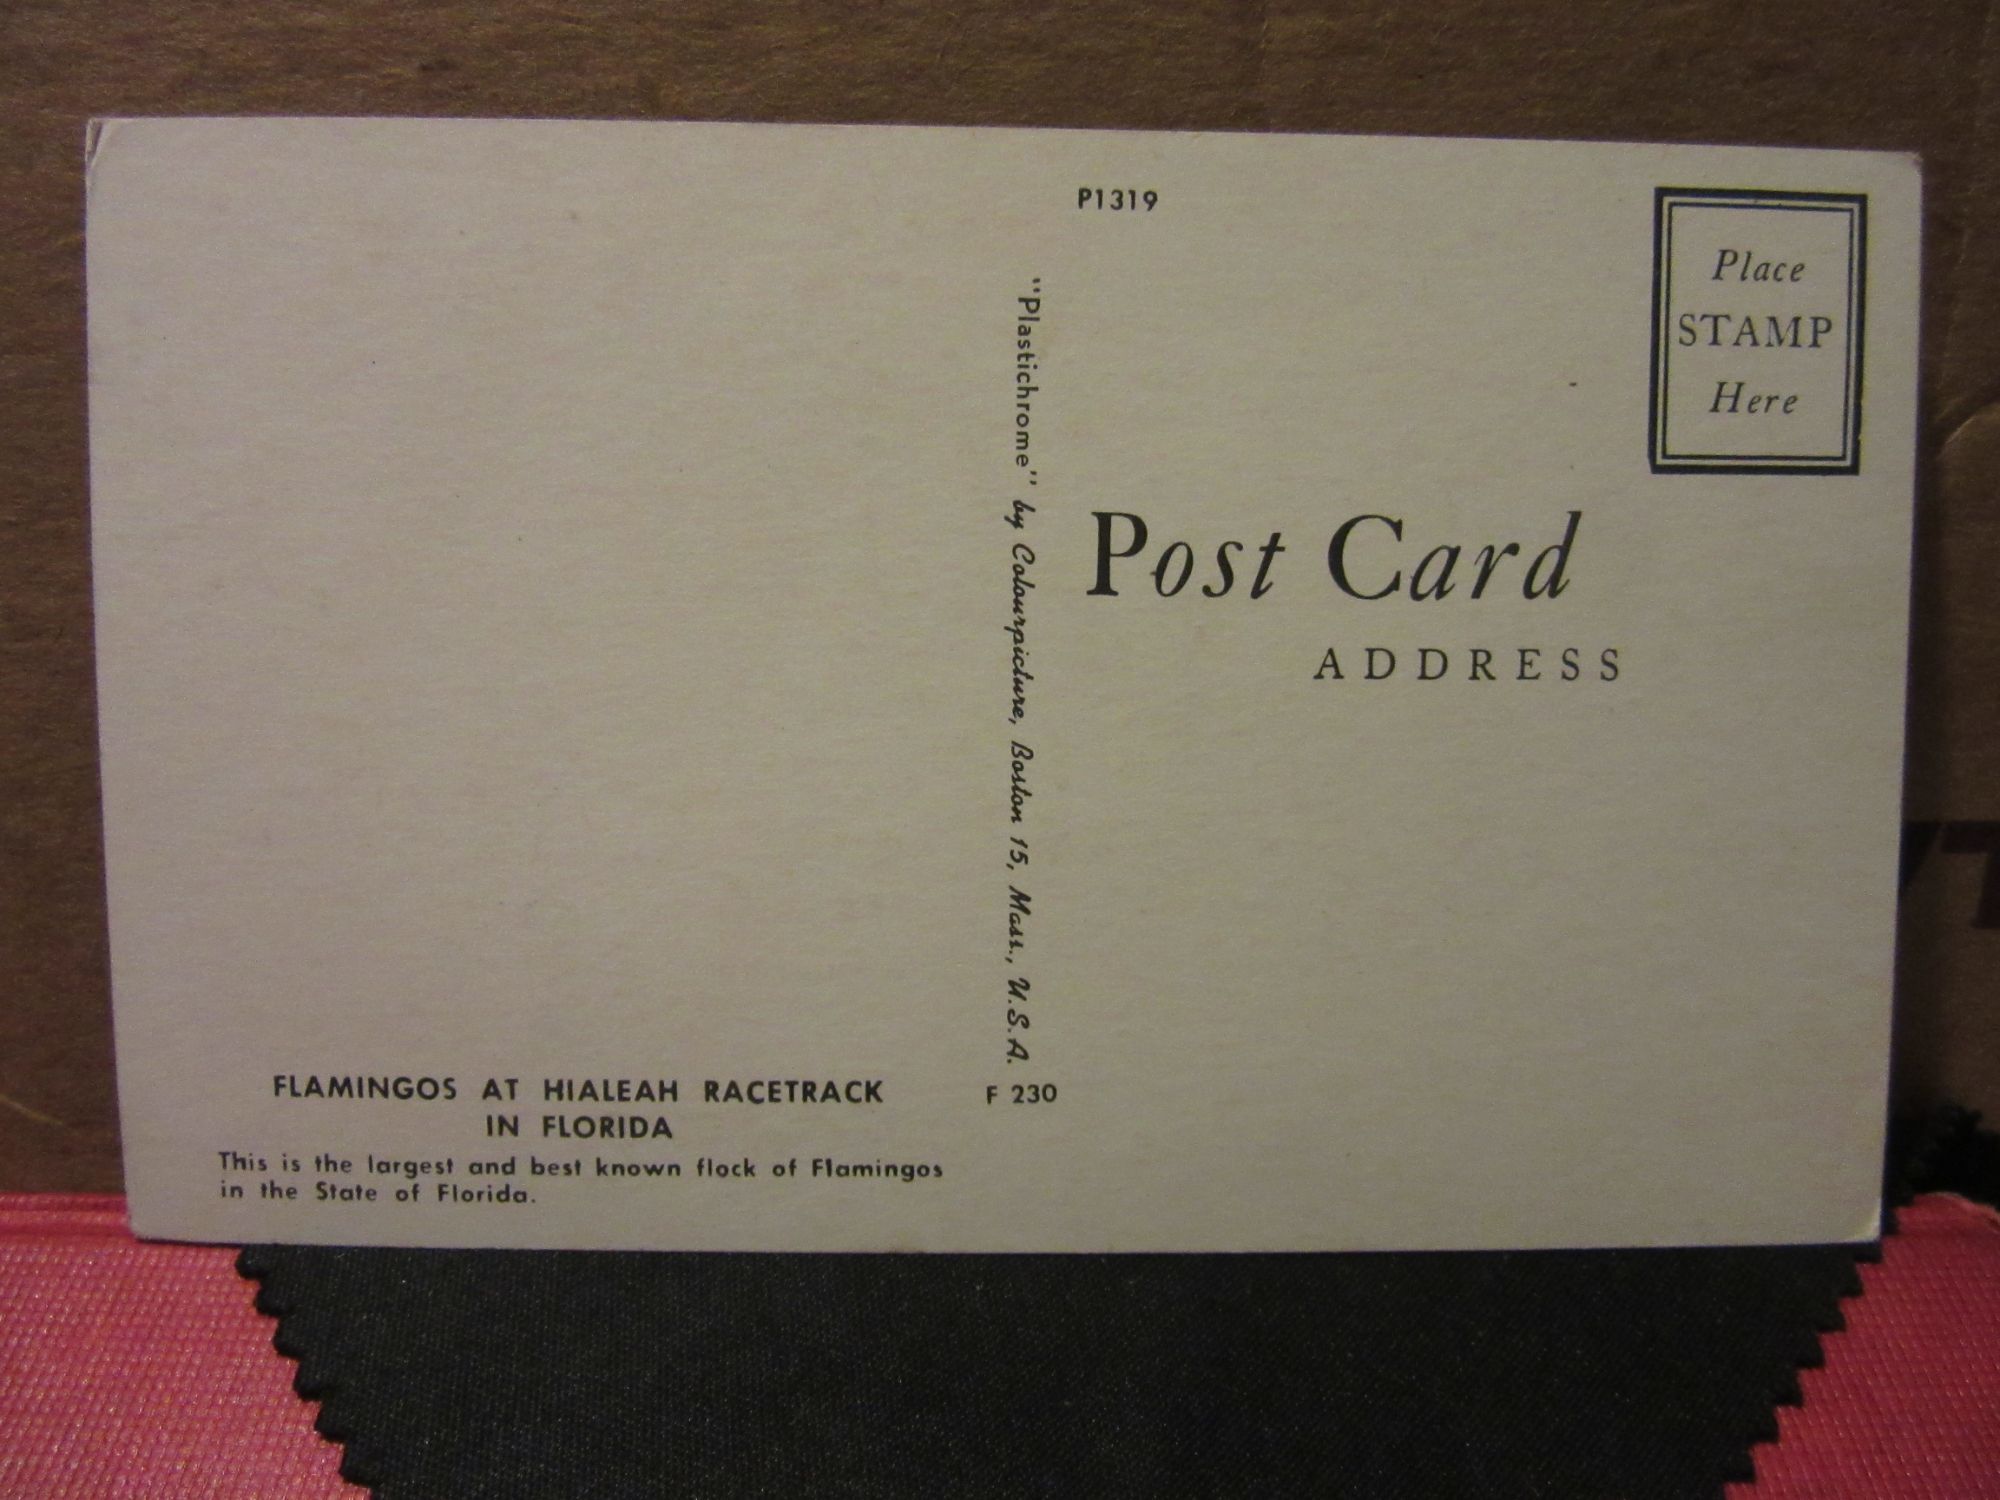 P1319
Place
STAMP
Here
"Plastichrome" by Colourpicture, Boston 15, Mass., U.S.A.
Post Card
ADDRESS
FLAMINGOS AT HIALEAH RACETRACK
IN FLORIDA
This is the largest and best known flock of Flamingos
in the State of Florida.
F 230